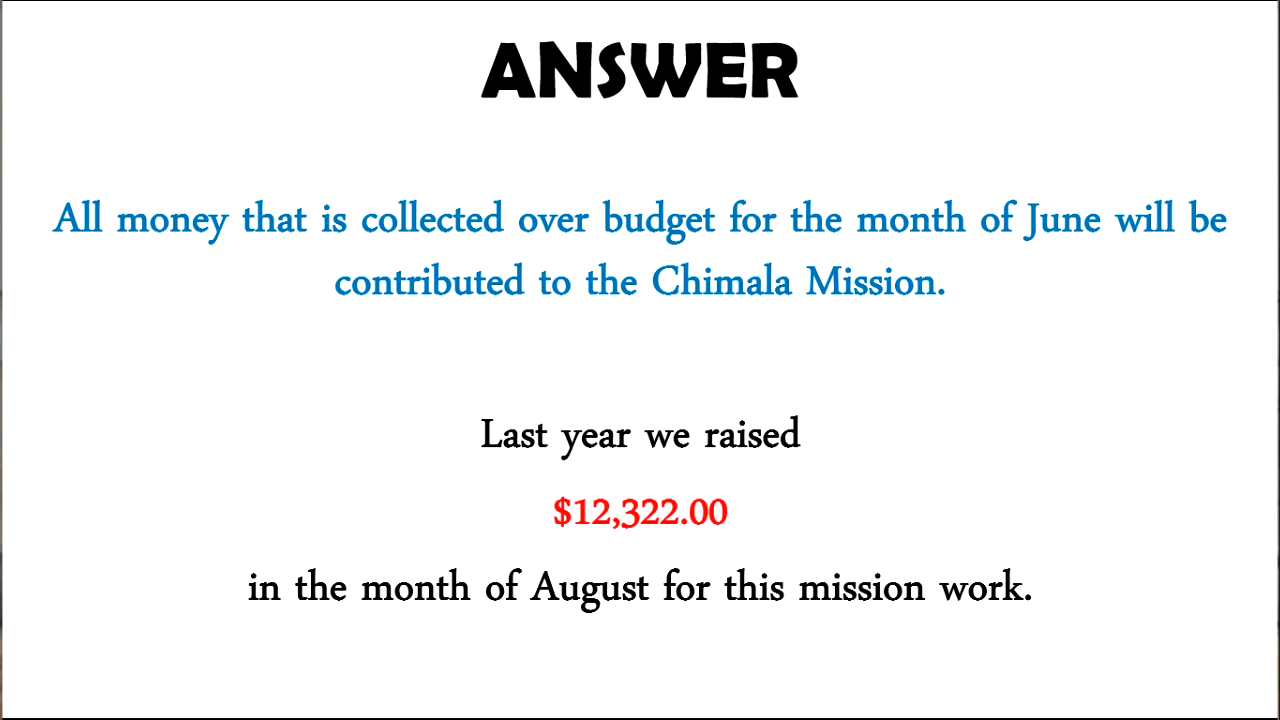 ANSWER
All money that is collected over budget for the month of June will be
contributed to the Chimala Mission.
Last year we raised
$12,322.00
in the month of August for this mission work.